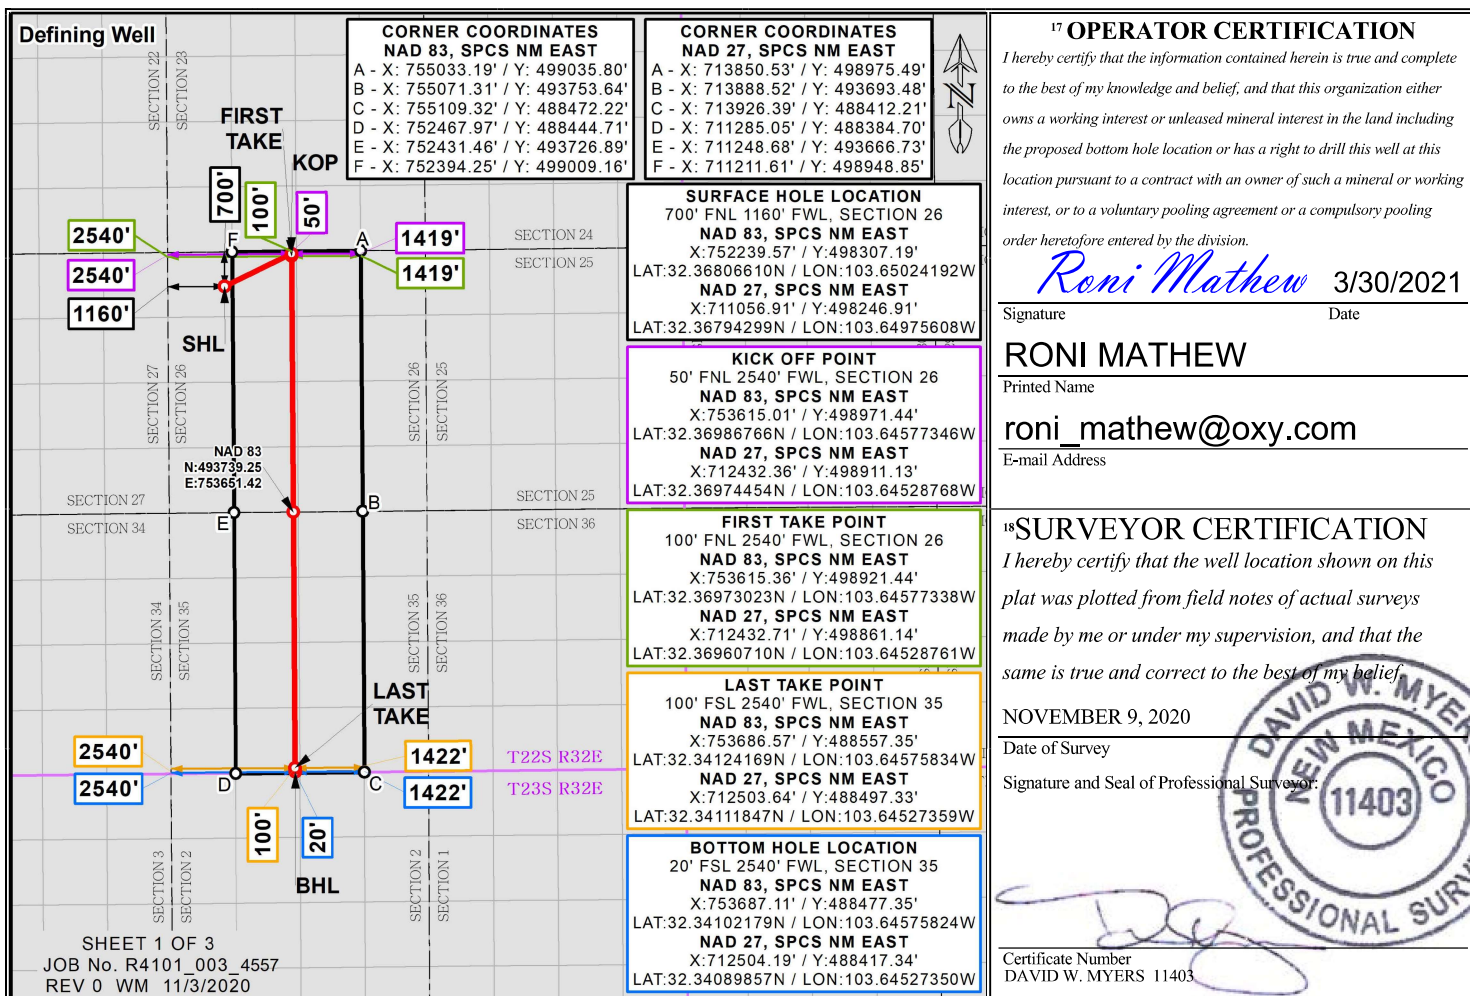 Defining Well
SECTION 22
SECTION 23
CORNER COORDINATES
NAD 83, SPCS NM EAST
A - X: 755033.19' / Y: 499035.80'
B - X: 755071.31' / Y: 493753.64'
C - X: 755109.32' / Y: 488472.22'
D - X: 752467.97' / Y: 488444.71'
E - X: 752431.46' / Y: 493726.89'
F - X: 752394.25' / Y: 499009.16'
CORNER COORDINATES
NAD 27, SPCS NM EAST
A - X: 713850.53' / Y: 498975.49'
B - X: 713888.52' / Y: 493693.48'
C - X: 713926.39' / Y: 488412.21'
D - X: 711285.05' / Y: 488384.70'
E - X: 711248.68' / Y: 493666.73'
F - X: 711211.61' / Y: 498948.85'
N
FIRST
TAKE
KOP
700'
100'
50'
2540'
2540'
1160'
F
A
1419'
1419'
SECTION 24
SECTION 25
SHL
SECTION 27
SECTION 26
SECTION 26
SECTION 25
NAD 83
N:493739.25
E:753651.42
SECTION 27
SECTION 34
E
B
SECTION 25
SECTION 36
SECTION 34
SECTION 35
SECTION 35
SECTION 36
LAST
TAKE
2540'
2540'
D
C
1422'
1422'
T22S R32E
T23S R32E
100'
20'
BHL
SECTION 3
SECTION 2
SECTION 2
SECTION 1
SHEET 1 OF 3
JOB No. R4101_003_4557
REV 0 WM 11/3/2020
SURFACE HOLE LOCATION
700' FNL 1160' FWL, SECTION 26
NAD 83, SPCS NM EAST
X:752239.57' / Y:498307.19'
LAT:32.36806610N / LON:103.65024192W
NAD 27, SPCS NM EAST
X:711056.91' / Y:498246.91'
LAT:32.36794299N / LON:103.64975608W
KICK OFF POINT
50' FNL 2540' FWL, SECTION 26
NAD 83, SPCS NM EAST
X:753615.01' / Y:498971.44'
LAT:32.36986766N / LON:103.64577346W
NAD 27, SPCS NM EAST
X:712432.36' / Y:498911.13'
LAT:32.36974454N / LON:103.64528768W
FIRST TAKE POINT
100' FNL 2540' FWL, SECTION 26
NAD 83, SPCS NM EAST
X:753615.36' / Y:498921.44'
LAT:32.36973023N / LON:103.64577338W
NAD 27, SPCS NM EAST
X:712432.71' / Y:498861.14'
LAT:32.36960710N / LON:103.64528761W
LAST TAKE POINT
100' FSL 2540' FWL, SECTION 35
NAD 83, SPCS NM EAST
X:753686.57' / Y:488557.35'
LAT:32.34124169N / LON:103.64575834W
NAD 27, SPCS NM EAST
X:712503.64' / Y:488497.33'
LAT:32.34111847N / LON:103.64527359W
BOTTOM HOLE LOCATION
20' FSL 2540' FWL, SECTION 35
NAD 83, SPCS NM EAST
X:753687.11' / Y:488477.35'
LAT:32.34102179N / LON:103.64575824W
NAD 27, SPCS NM EAST
X:712504.19' / Y:488417.34'
LAT:32.34089857N / LON:103.64527350W
17 OPERATOR CERTIFICATION
I hereby certify that the information contained herein is true and complete
to the best of my knowledge and belief, and that this organization either
owns a working interest or unleased mineral interest in the land including
the proposed bottom hole location or has a right to drill this well at this
location pursuant to a contract with an owner of such a mineral or working
interest, or to a voluntary pooling agreement or a compulsory pooling
order heretofore entered by the division.
Roni Mathew 3/30/2021
Signature Date
RONI MATHEW
Printed Name
roni_mathew@oxy.com
E-mail Address
18 SURVEYOR CERTIFICATION
I hereby certify that the well location shown on this
plat was plotted from field notes of actual surveys
made by me or under my supervision, and that the
same is true and correct to the best of my belief.
NOVEMBER 9, 2020
Date of Survey
Signature and Seal of Professional Surveyor:
DAVID W. MYERS
NEW MEXICO
11403
PROFESSIONAL SURV
Certificate Number
DAVID W. MYERS 11403